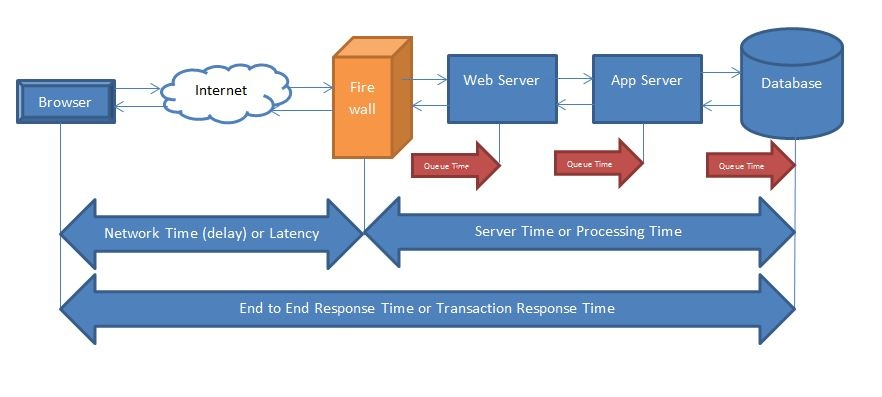 Browser
Internet
Fire
wall
Web Server
App Server
Database
Queue Time
Queue Time
Queue Time
Network Time (delay) or Latency
Server Time or Processing Time
End to End Response Time or Transaction Response Time